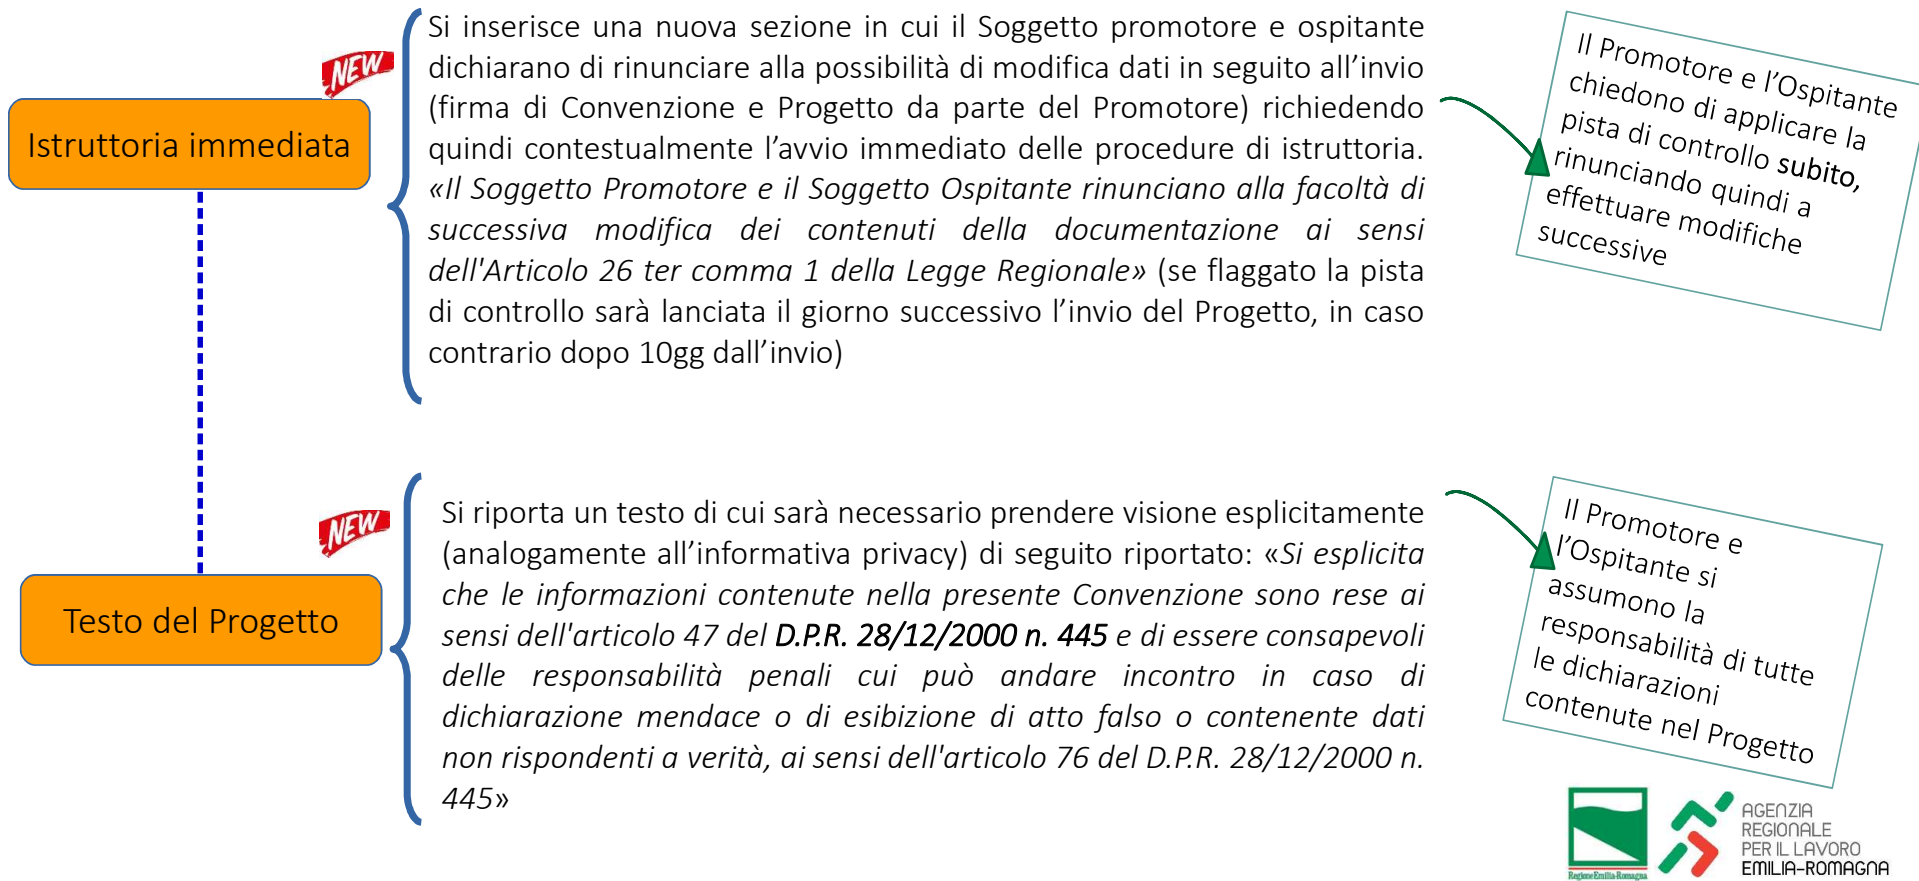 NEW
Istruttoria immediata
Si inserisce una nuova sezione in cui il Soggetto promotore e ospitante
dichiarano di rinunciare alla possibilità di modifica dati in seguito all’invio
(firma di Convenzione e Progetto da parte del Promotore) richiedendo
quindi contestualmente l’avvio immediato delle procedure di istruttoria.
«Il Soggetto Promotore e il Soggetto Ospitante rinunciano alla facoltà di
successiva modifica dei contenuti della documentazione ai sensi
dell'Articolo 26 ter comma 1 della Legge Regionale» (se flaggato la pista
di controllo sarà lanciata il giorno successivo l’invio del Progetto, in caso
contrario dopo 10gg dall’invio)
Il Promotore e l’Ospitante
chiedono di applicare la
pista di controllo subito,
rinunciando quindi a
effettuare modifiche
successive
NEW
Testo del Progetto
Si riporta un testo di cui sarà necessario prendere visione esplicitamente
(analogamente all’informativa privacy) di seguito riportato: «Si esplicita
che le informazioni contenute nella presente Convenzione sono rese ai
sensi dell'articolo 47 del D.P.R. 28/12/2000 n. 445 e di essere consapevoli
delle responsabilità penali cui può andare incontro in caso di
dichiarazione mendace o di esibizione di atto falso o contenente dati
non rispondenti a verità, ai sensi dell'articolo 76 del D.P.R. 28/12/2000 n.
445»
Il Promotore e
l’Ospitante si
assumono la
responsabilità di tutte
le dichiarazioni
contenute nel Progetto
Regione Emilia-Romagna
AGENZIA
REGIONALE
PER IL LAVORO
EMILIA-ROMAGNA